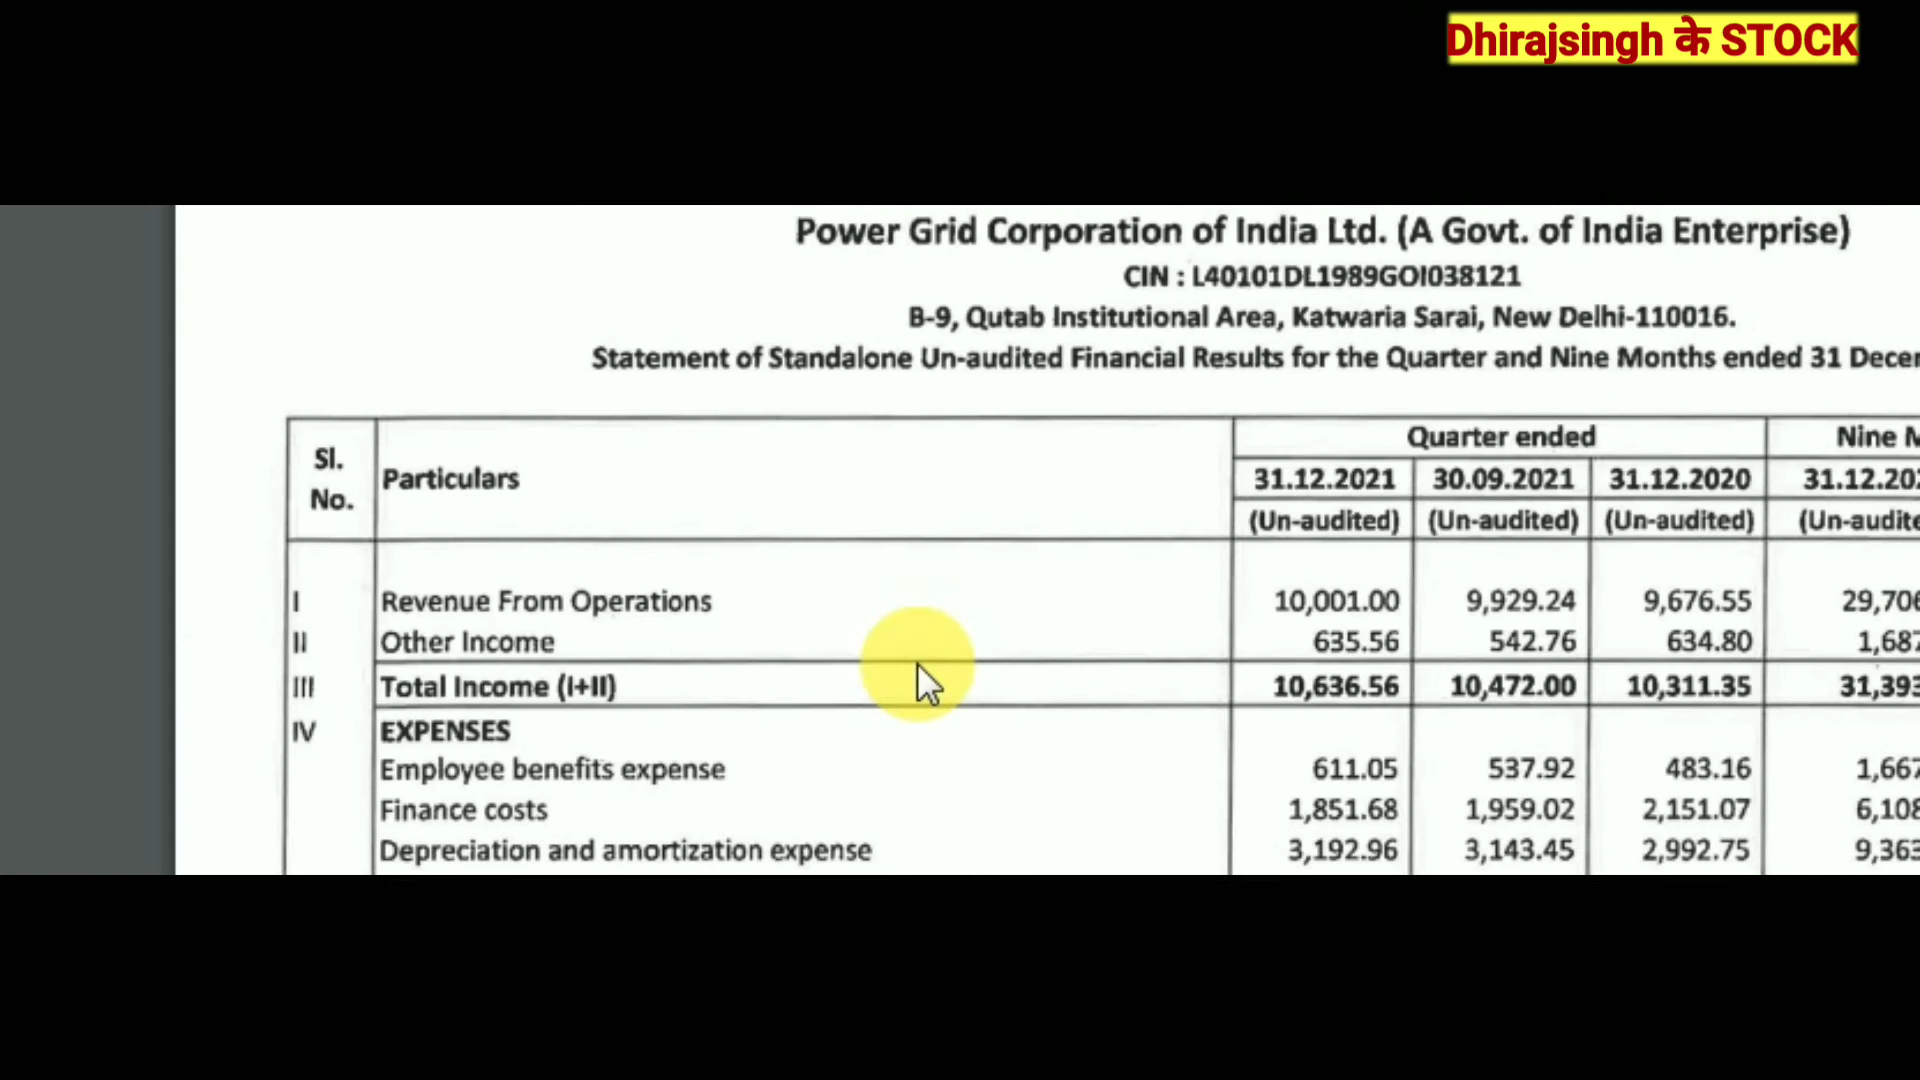 Dhirajsingh के STOCK
Power Grid Corporation of India Ltd. (A Govt. of India Enterprise)
CIN : L40101DL1989GOI038121
B-9, Qutab Institutional Area, Katwaria Sarai, New Delhi-110016.
Statement of Standalone Un-audited Financial Results for the Quarter and Nine Months ended 31
Sl. No. Particulars Quarter ended Nine
31.12.2021 30.09.2021 31.12.2020
(Un-audited) (Un-audited) (Un-audited)
I Revenue From Operations 10,001.00 9,929.24 9,676.55
II Other Income 635.56 542.76 634.80
III Total Income (I+II) 10,636.56 10,472.00 10,311.35
IV EXPENSES
Employee benefits expense 611.05 537.92 483.16
Finance costs 1,851.68 1,959.02 2,151.07
Depreciation and amortization expense 3,192.96 3,143.45 2,992.75